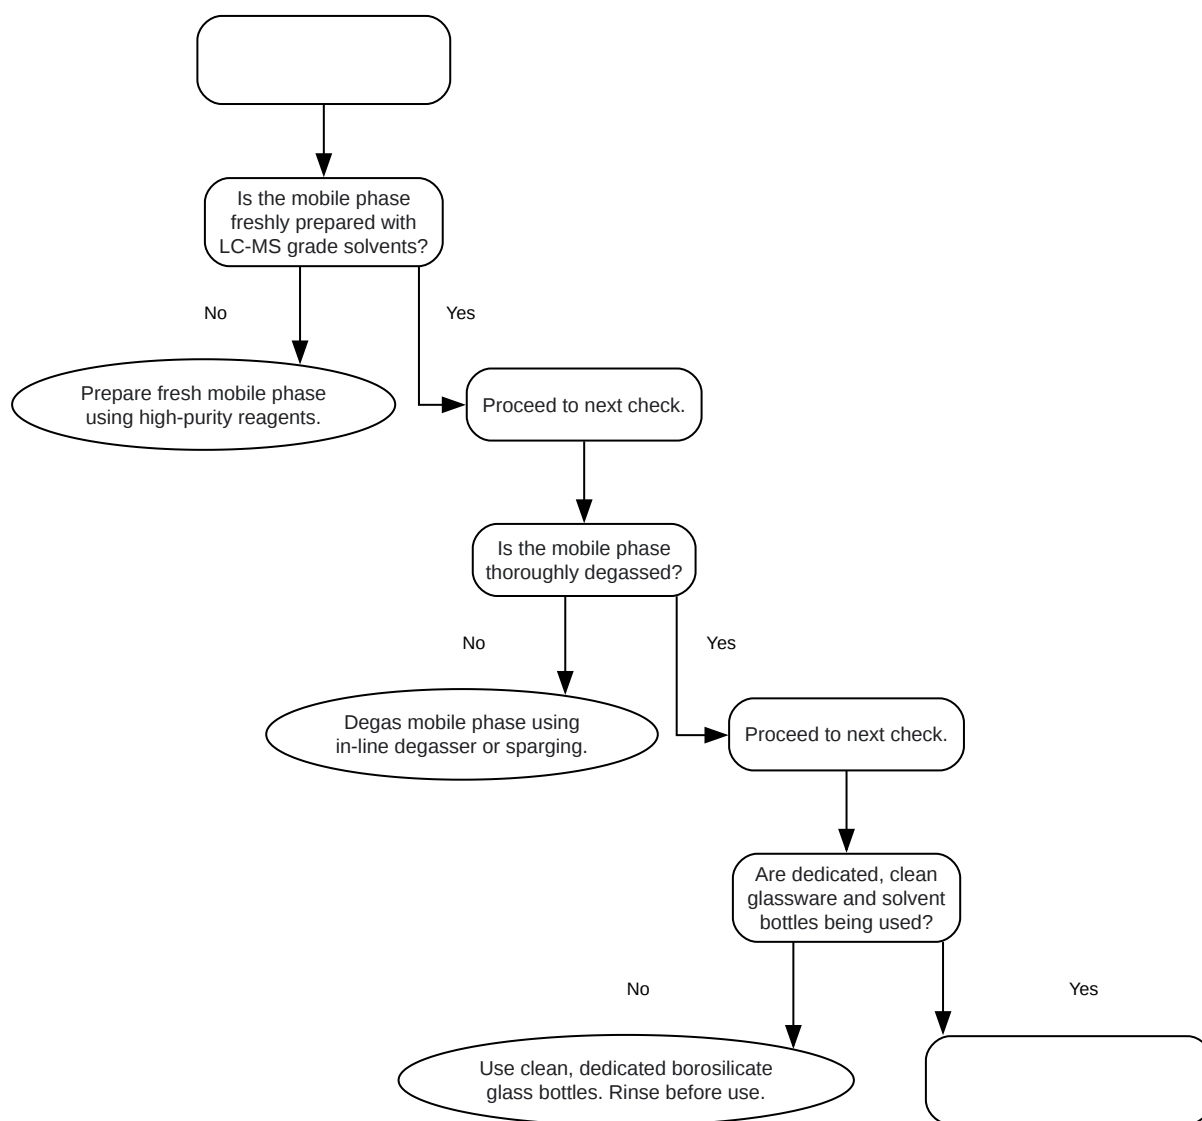 Is the mobile phase
freshly prepared with
LC-MS grade solvents?
No
Yes
Prepare fresh mobile phase
using high-purity reagents.
Proceed to next check.
Is the mobile phase
thoroughly degassed?
No
Yes
Degas mobile phase using
in-line degasser or sparging.
Proceed to next check.
Are dedicated, clean
glassware and solvent
bottles being used?
No
Yes
Use clean, dedicated borosilicate
glass bottles. Rinse before use.